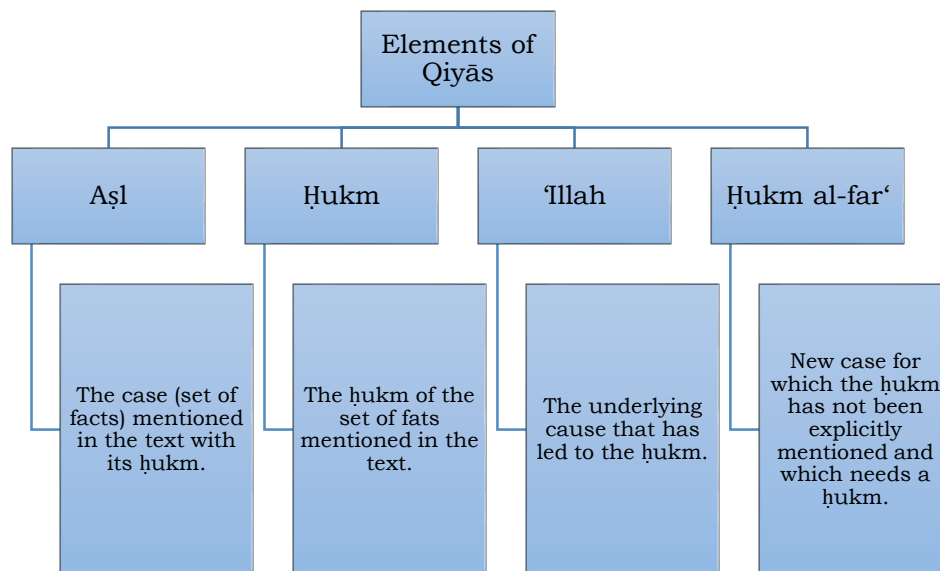 Elements of
Qiyās
Aṣl
Ḥukm
‘Illah
Ḥukm al-far‘
The case (set of
facts) mentioned
in the text with
its ḥukm.
The ḥukm of the
set of fats
mentioned in the
text.
The underlying
cause that has
led to the ḥukm.
New case for
which the ḥukm
has not been
explicitly
mentioned and
which needs a
ḥukm.